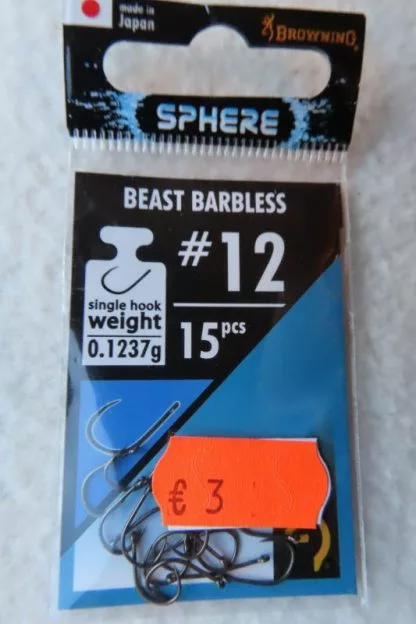 made in
Japan
BROWNING
SPHERE
BEAST BARBLESS
#12
single hook
weight
0.1237g
15pcs
€ 3